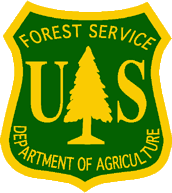 FOREST SERVICE
U S
DEPARTMENT OF AGRICULTURE